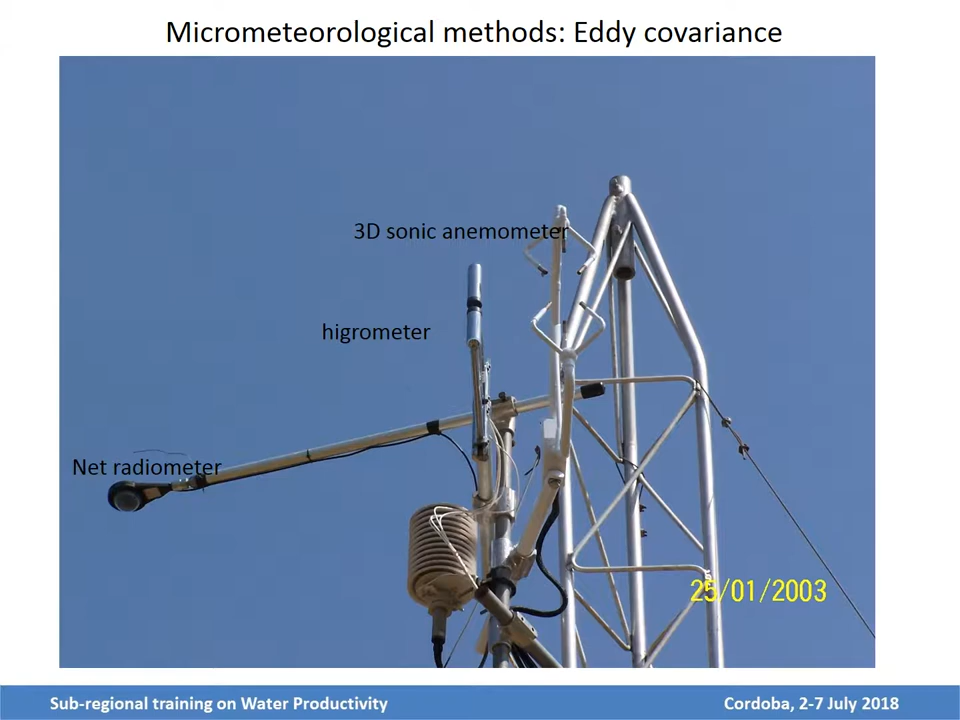 Micrometeorological methods: Eddy covariance
3D sonic anemometer
higrometer
Net radiometer
25/01/2003
Sub-regional training on Water Productivity
Cordoba, 2-7 July 2018